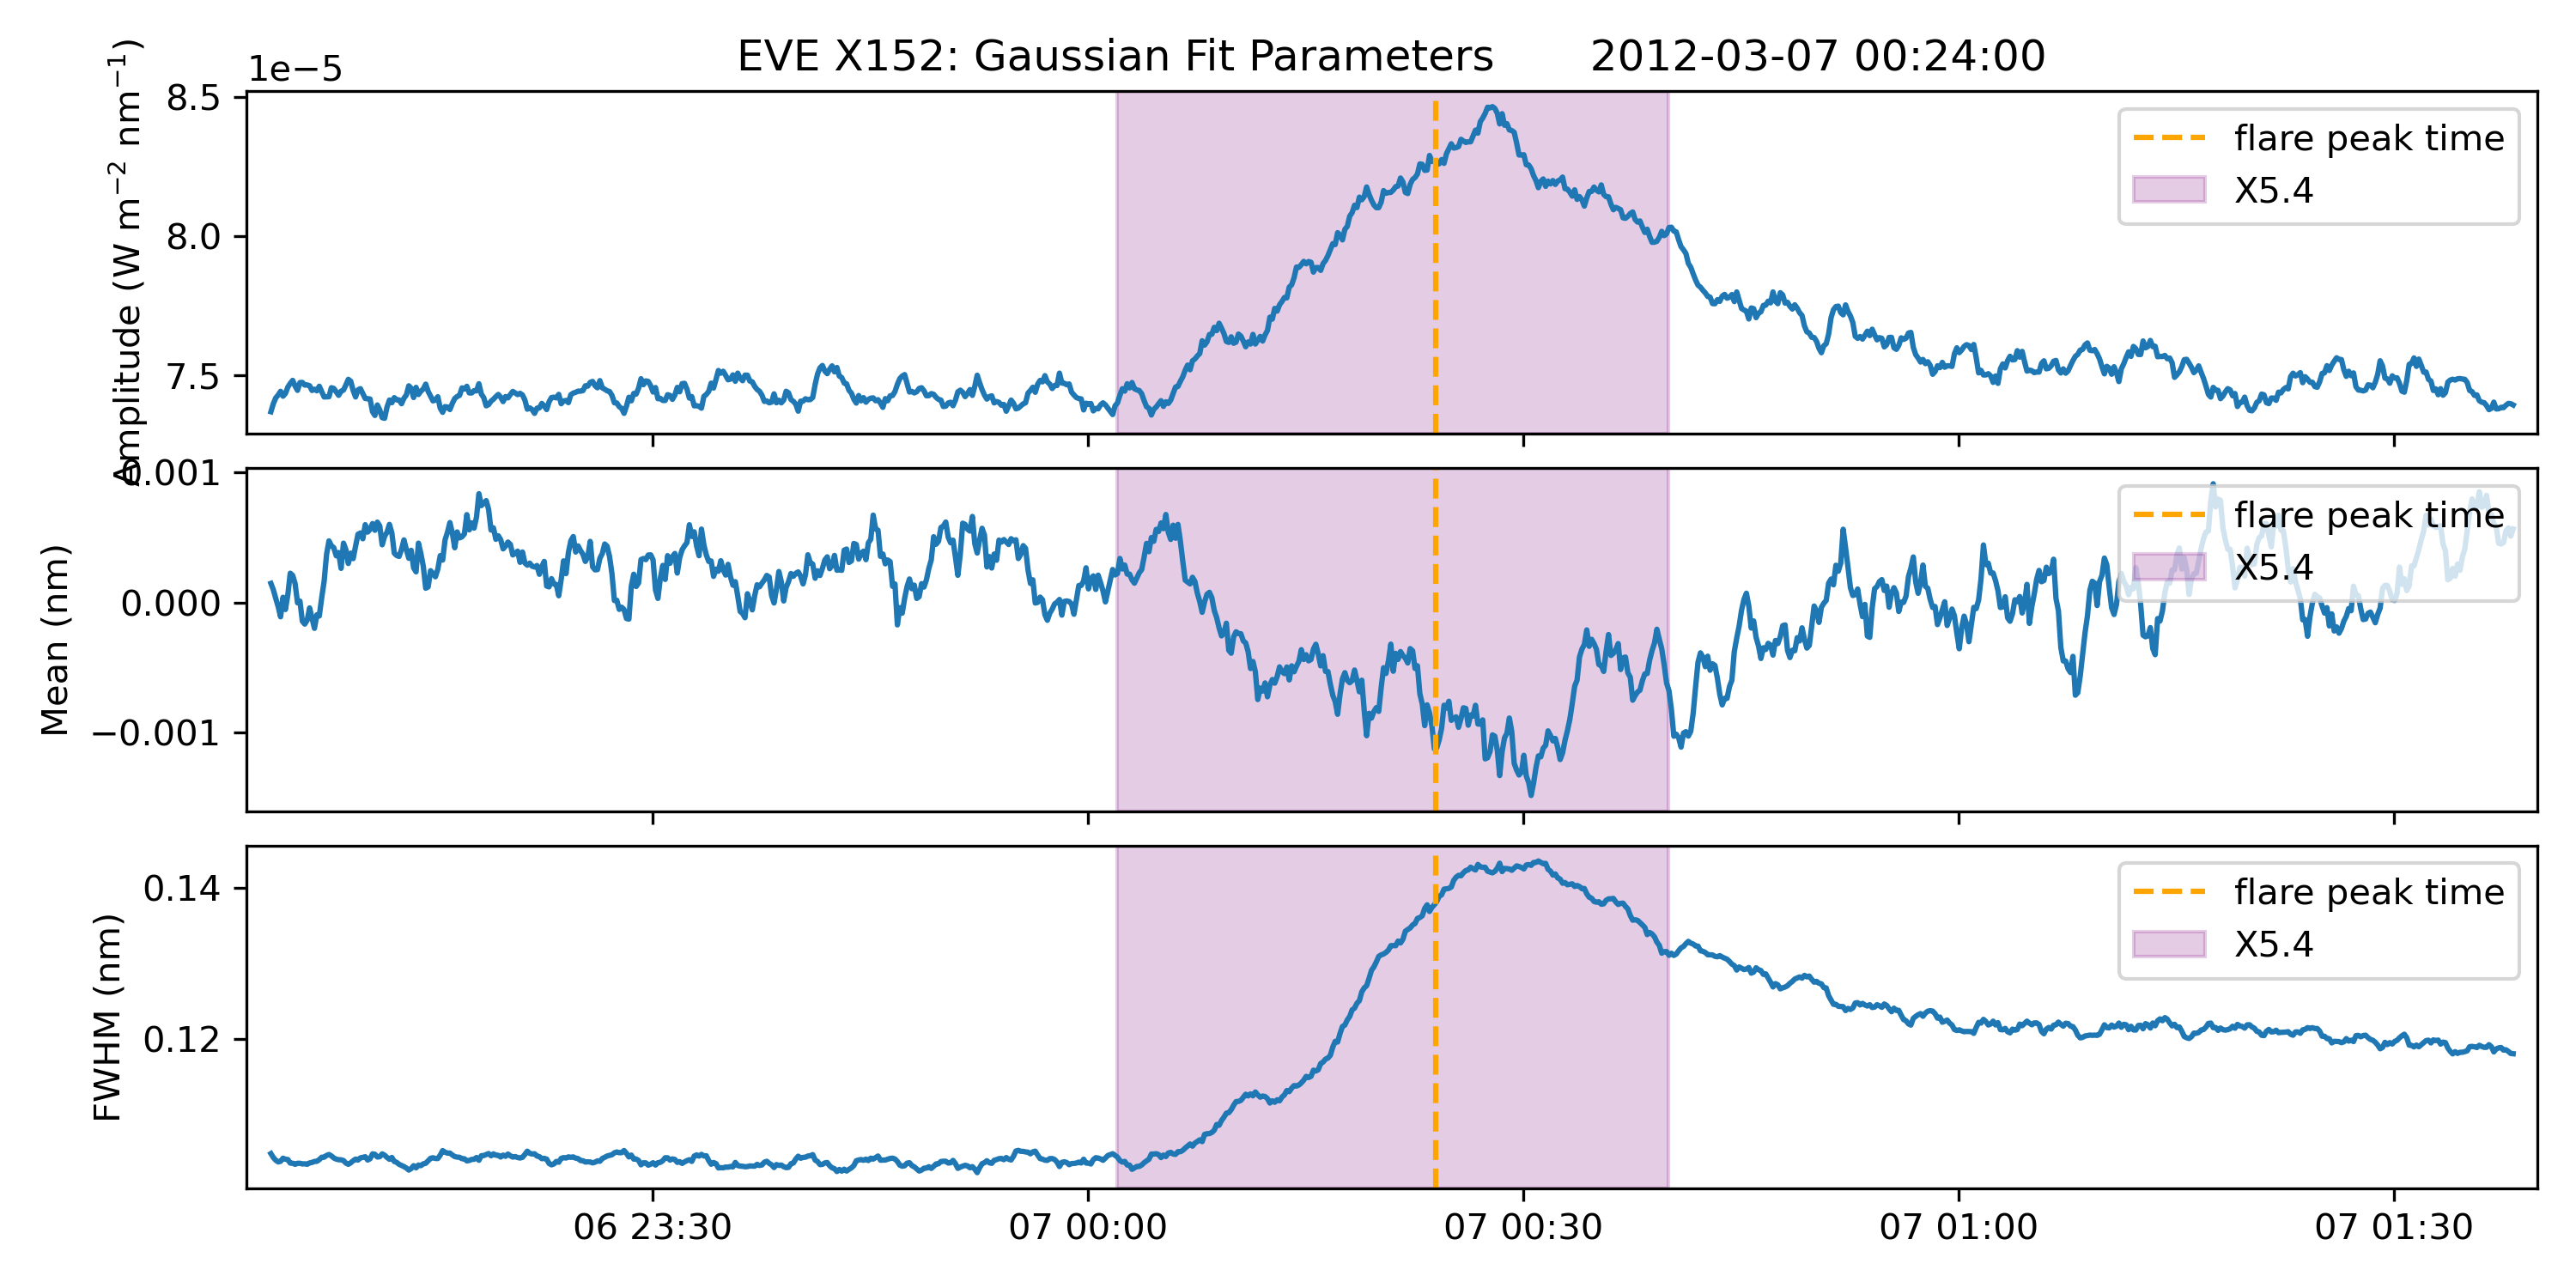 EVE X152: Gaussian Fit Parameters 2012-03-07 00:24:00
1e−5
Amplitude (W m⁻² nm⁻¹)
8.5
8.0
7.5
flare peak time
X5.4
Mean (nm)
0.001
0.000
−0.001
flare peak time
X5.4
FWHM (nm)
0.14
0.12
flare peak time
X5.4
06 23:30 07 00:00 07 00:30 07 01:00 07 01:30